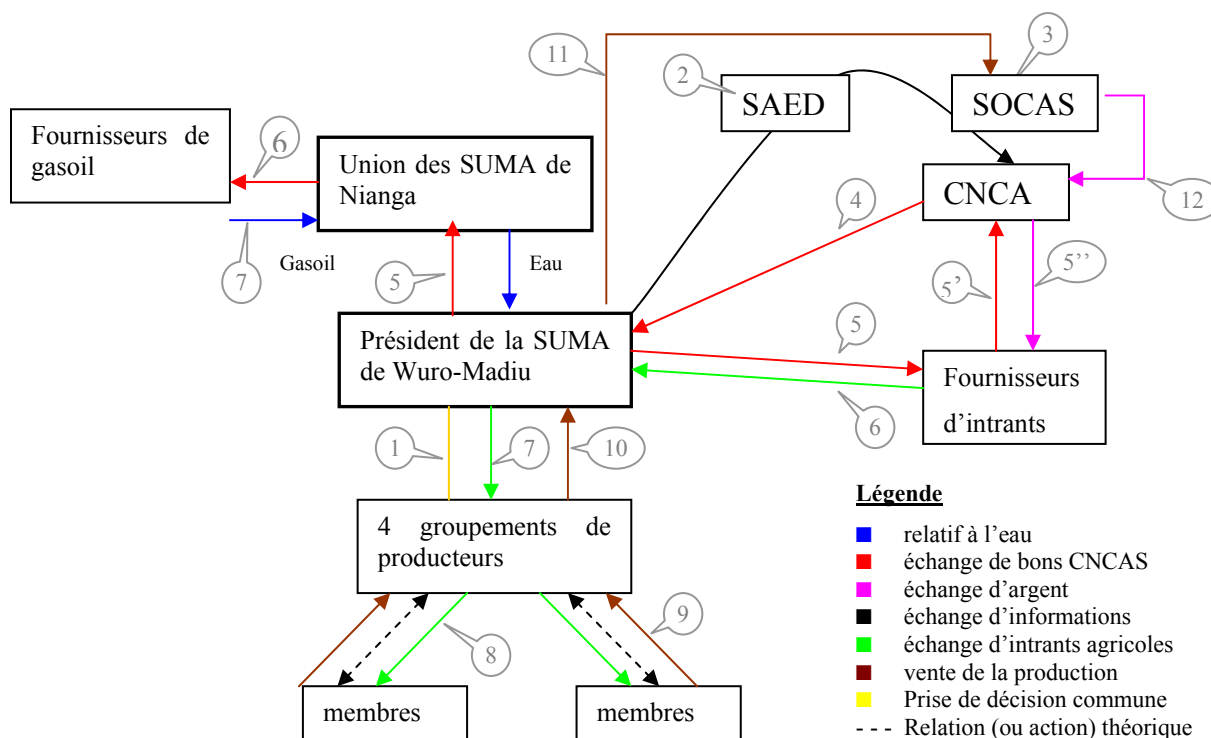 11
2
3
SAED
SOCAS
Fournisseurs de
gasoil
6
Union des SUMA de
Nianga
CNCA
12
4
7
Gasoil
5
Eau
5’
5’’
Président de la SUMA
de Wuro-Madiu
5
Fournisseurs
d’intrants
6
1
7
10
4 groupements de
producteurs
Légende
relatif à l’eau
échange de bons CNCAS
échange d’argent
échange d’informations
échange d’intrants agricoles
vente de la production
Prise de décision commune
Relation (ou action) théorique
8
9
membres
membres